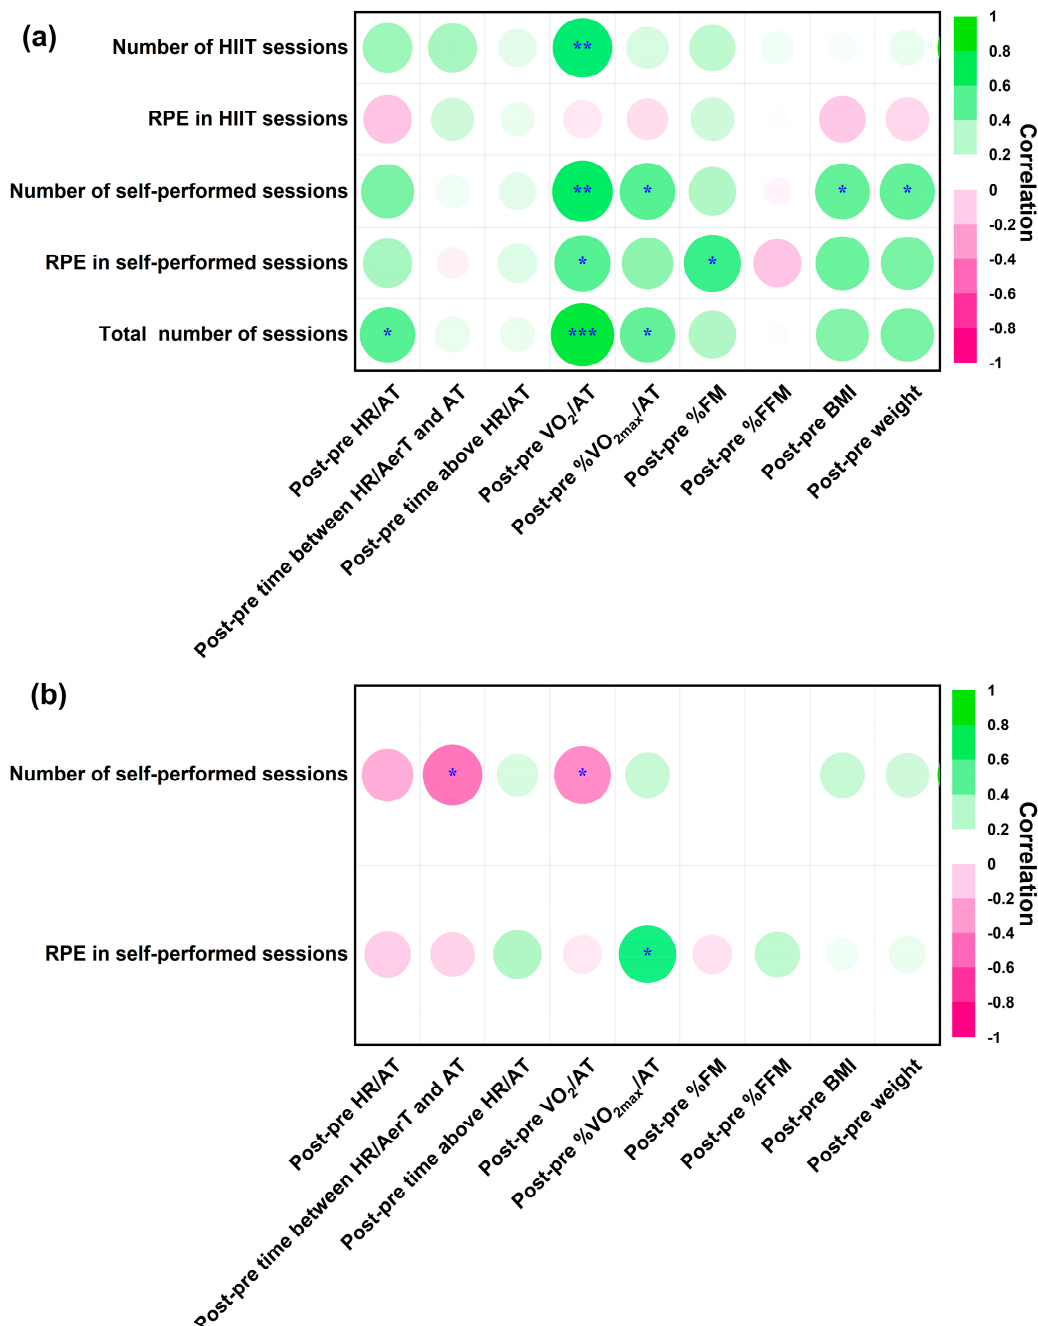 (a)
Number of HIIT sessions
RPE in HIIT sessions
Number of self-performed sessions
RPE in self-performed sessions
Total number of sessions
**
** * * *
* *
* *** *
1
0.8
0.6
0.4
0.2
0
-0.2
-0.4
-0.6
-0.8
-1
Correlation
Post-pre HR/AT
Post-pre time between HR/AerT and AT
Post-pre time above HR/AT
Post-pre VO2/AT
Post-pre %VO2max/AT
Post-pre %FM
Post-pre %FFM
Post-pre BMI
Post-pre weight
(b)
Number of self-performed sessions
RPE in self-performed sessions
* *
*
1
0.8
0.6
0.4
0.2
0
-0.2
-0.4
-0.6
-0.8
-1
Correlation
Post-pre HR/AT
Post-pre time between HR/AerT and AT
Post-pre time above HR/AT
Post-pre VO2/AT
Post-pre %VO2max/AT
Post-pre %FM
Post-pre %FFM
Post-pre BMI
Post-pre weight